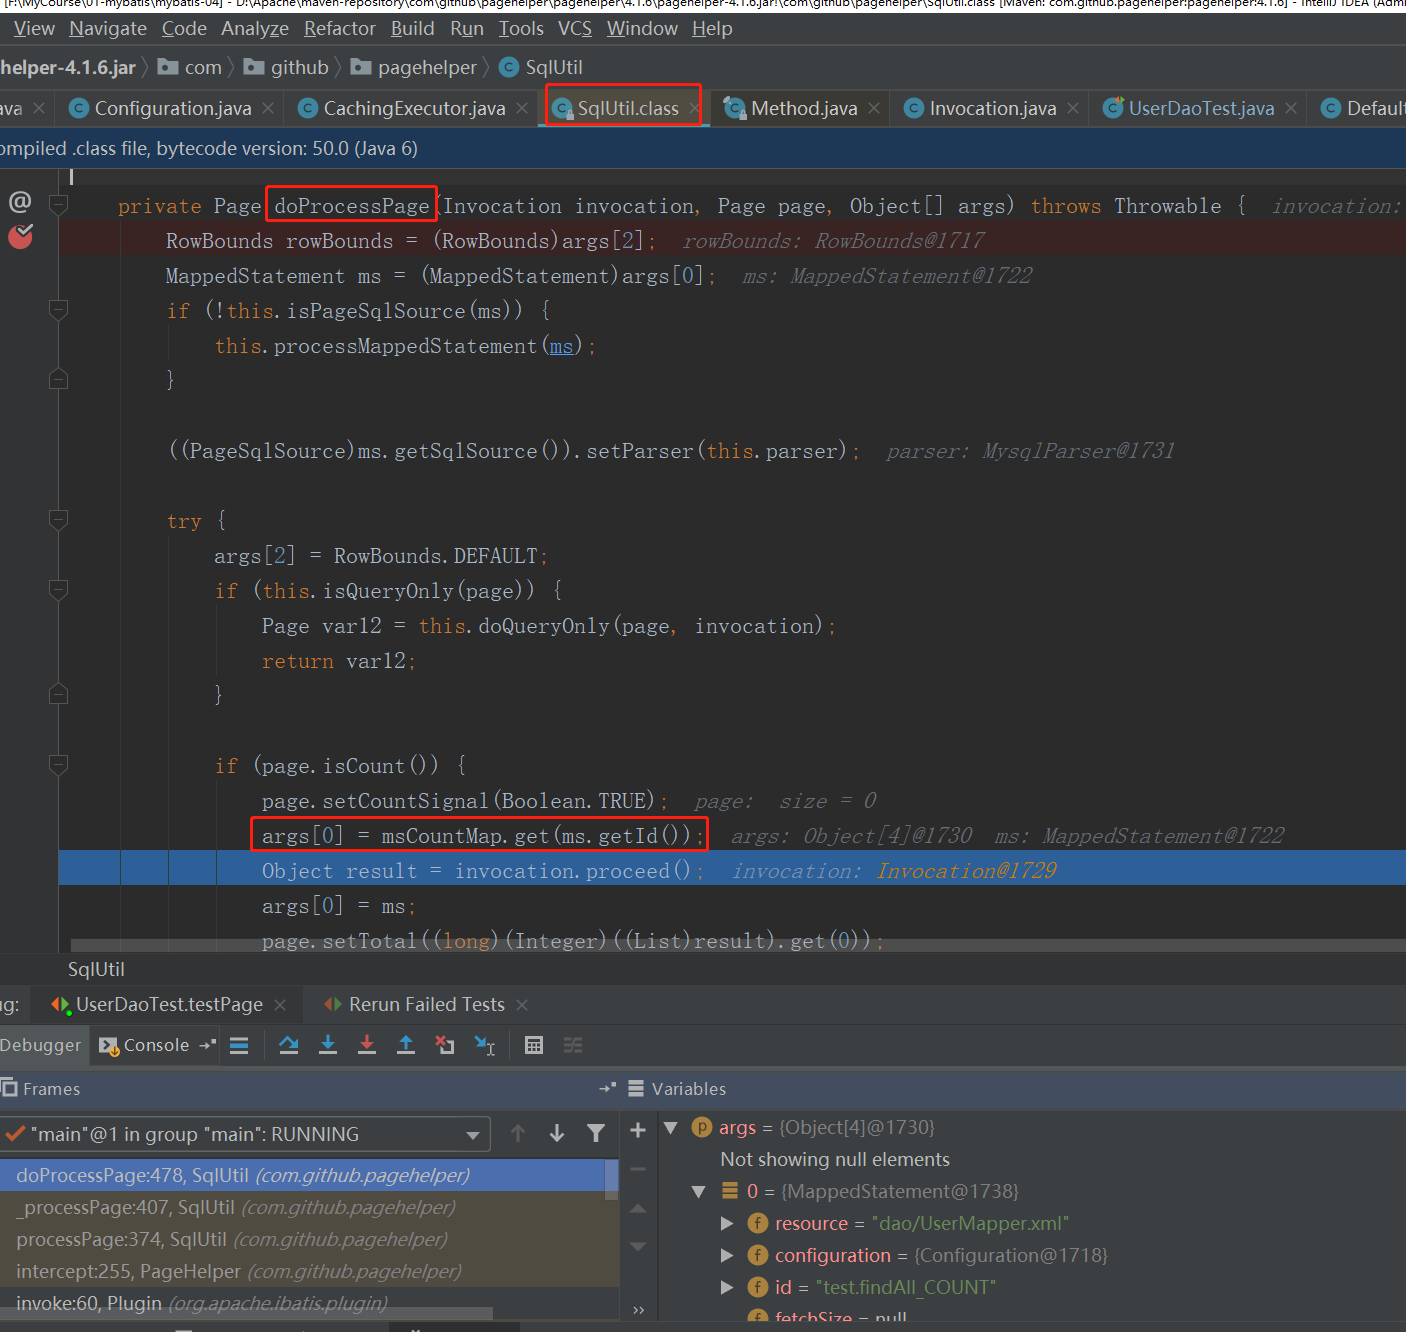 [F:\MyCourse\01-mybatis\mybatis-04] - D:\Apache\maven-repository\com\github\pagehelper\pagehelper\4.1.6\pagehelper-4.1.6.jar!\com\github\pagehelper\SqlUtil.class [Maven: com.github.pagehelper:pagehelper:4.1.6] - IntelliJ IDEA (Adm
View Navigate Code Analyze Refactor Build Run Tools VCS Window Help
helper-4.1.6.jar com github pagehelper SqlUtil
ava Configuration.java CachingExecutor.java SqlUtil.class Method.java Invocation.java UserDaoTest.java Default
ompiled .class file, bytecode version: 50.0 (Java 6)
private Page doProcessPage(Invocation invocation, Page page, Object[] args) throws Throwable { invocation:
RowBounds rowBounds = (RowBounds)args[2]; rowBounds: RowBounds@1717
MappedStatement ms = (MappedStatement)args[0]; ms: MappedStatement@1722
if (!this.isPageSqlSource(ms)) {
this.processMappedStatement(ms);
}
((PageSqlSource)ms.getSqlSource()).setParser(this.parser); parser: MysqlParser@1731
try {
args[2] = RowBounds.DEFAULT;
if (this.isQueryOnly(page)) {
Page var12 = this.doQueryOnly(page, invocation);
return var12;
}
if (page.isCount()) {
page.setCountSignal(Boolean.TRUE); page: size = 0
args[0] = msCountMap.get(ms.getId()); args: Object[4]@1730 ms: MappedStatement@1722
Object result = invocation.proceed(); invocation: Invocation@1729
args[0] = ms;
page.setTotal((long)(Integer)((List)result).get(0));
SqlUtil
ug: UserDaoTest.testPage Rerun Failed Tests
Debugger Console
Frames Variables
"main"@1 in group "main": RUNNING
doProcessPage:478, SqlUtil (com.github.pagehelper)
_processPage:407, SqlUtil (com.github.pagehelper)
processPage:374, SqlUtil (com.github.pagehelper)
intercept:255, PageHelper (com.github.pagehelper)
invoke:60, Plugin (org.apache.ibatis.plugin)
args = {Object[4]@1730}
Not showing null elements
0 = {MappedStatement@1738}
resource = "dao/UserMapper.xml"
configuration = {Configuration@1718}
id = "test.findAll_COUNT"
fetchSize = null